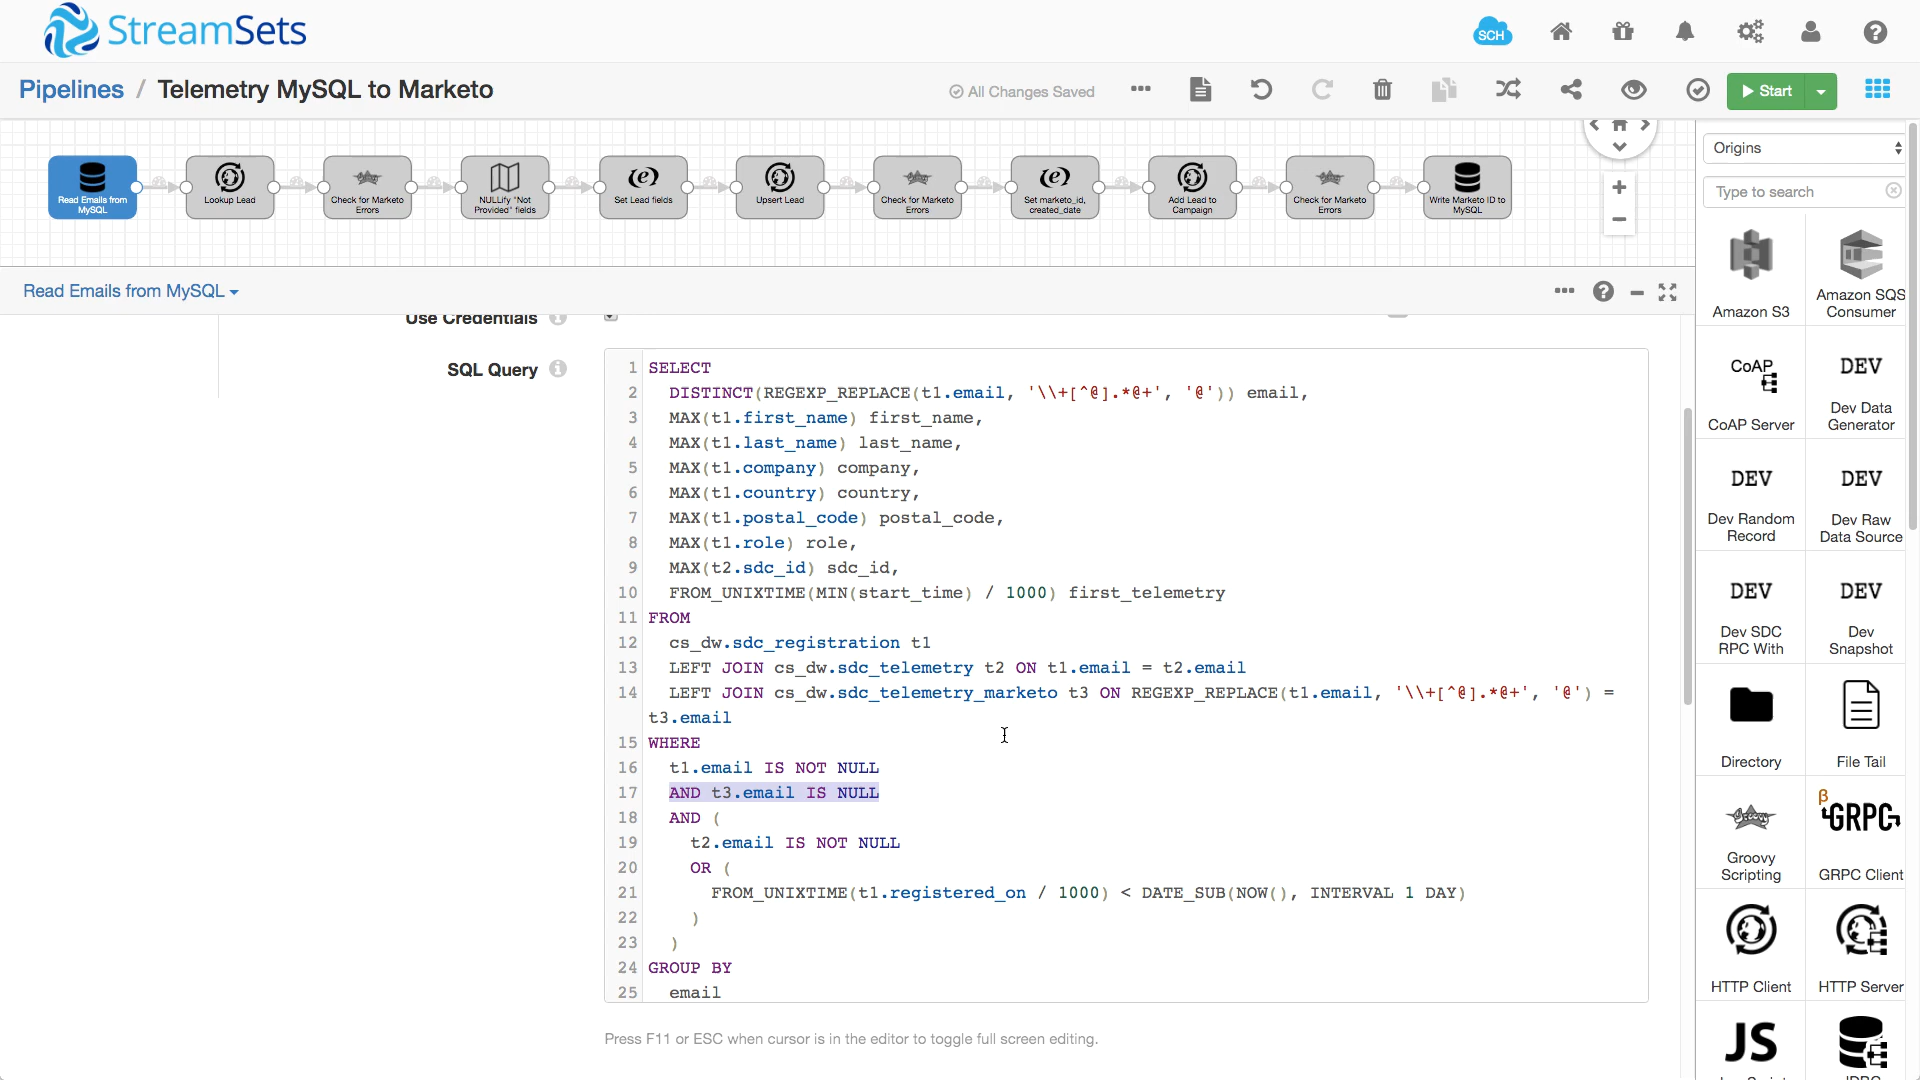 StreamSets
SCH
Pipelines / Telemetry MySQL to Marketo
All Changes Saved
Start
Read Emails from MySQL
Lookup Lead
Check for Marketo Errors
NULLify "Not Provided" fields
Set Lead fields
Upsert Lead
Check for Marketo Errors
Set marketo_id, created_date
Add Lead to Campaign
Check for Marketo Errors
Write Marketo ID to MySQL
Read Emails from MySQL
Use Credentials
SQL Query
1 SELECT
2 DISTINCT(REGEXP_REPLACE(t1.email, '\\+[^@].*@+', '@')) email,
3 MAX(t1.first_name) first_name,
4 MAX(t1.last_name) last_name,
5 MAX(t1.company) company,
6 MAX(t1.country) country,
7 MAX(t1.postal_code) postal_code,
8 MAX(t1.role) role,
9 MAX(t2.sdc_id) sdc_id,
10 FROM_UNIXTIME(MIN(start_time) / 1000) first_telemetry
11 FROM
12 cs_dw.sdc_registration t1
13 LEFT JOIN cs_dw.sdc_telemetry t2 ON t1.email = t2.email
14 LEFT JOIN cs_dw.sdc_telemetry_marketo t3 ON REGEXP_REPLACE(t1.email, '\\+[^@].*@+', '@') =
t3.email
15 WHERE
16 t1.email IS NOT NULL
17 AND t3.email IS NULL
18 AND (
19 t2.email IS NOT NULL
20 OR (
21 FROM_UNIXTIME(t1.registered_on / 1000) < DATE_SUB(NOW(), INTERVAL 1 DAY)
22 )
23 )
24 GROUP BY
25 email
Press F11 or ESC when cursor is in the editor to toggle full screen editing.
Origins
Type to search
Amazon S3
Amazon SQS Consumer
CoAP
CoAP Server
DEV
Dev Data Generator
DEV
Dev Random Record
DEV
Dev Raw Data Source
DEV
Dev SDC RPC With
DEV
Dev Snapshot
Directory
File Tail
Groovy
Groovy Scripting
β
GRPC
GRPC Client
HTTP Client
HTTP Server
JS